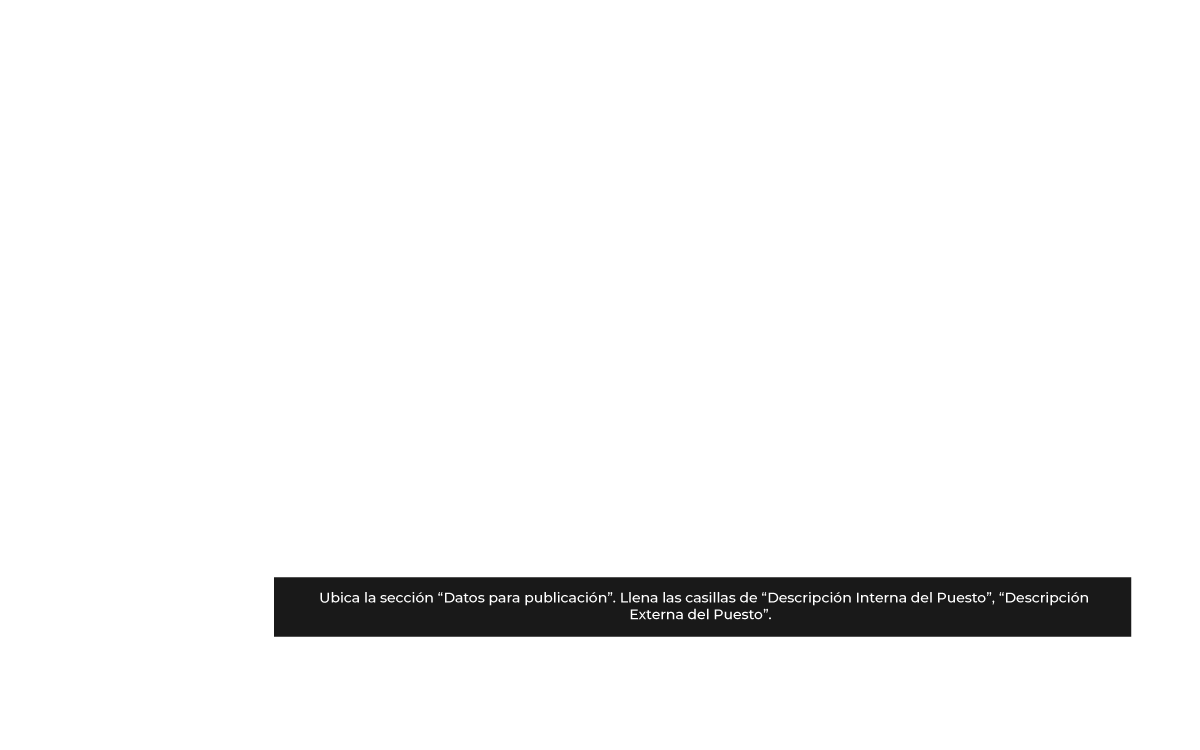 Ubica la sección “Datos para publicación”. Llena las casillas de “Descripción Interna del Puesto”, “Descripción
Externa del Puesto”.